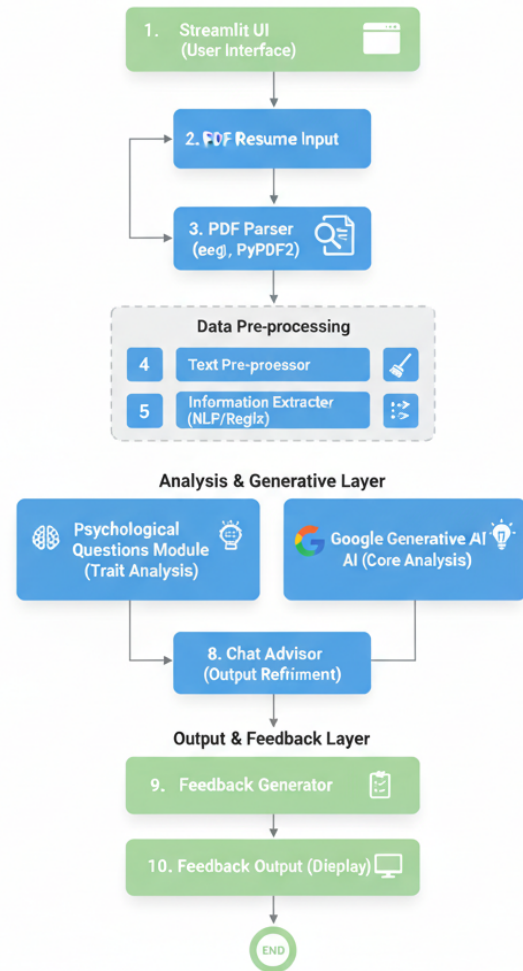 1. Streamlit UI
(User Interface)
2. PDF Resume Input
3. PDF Parser
(eeg), PyPDF2)
Data Pre-processing
4 Text Pre-proessor
5 Information Extracter
(NLP/Regix)
Analysis & Generative Layer
Psychological
Questions Module
(Trait Analysis)
Google Generative AI
AI (Core Analysis)
8. Chat Advisor
(Output Refriment)
Output & Feedback Layer
9. Feedback Generator
10. Feedback Output (Dieplay)
END